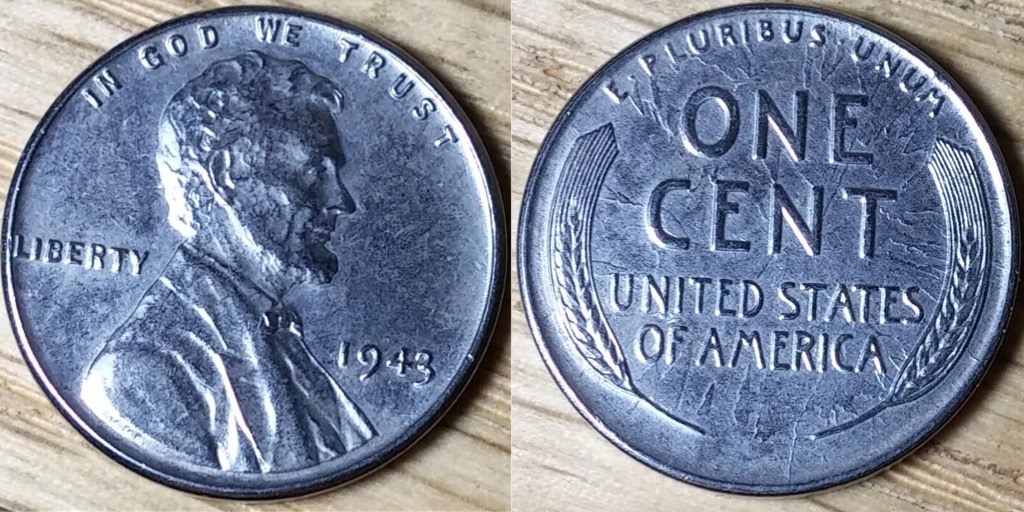 IN GOD WE TRUST
LIBERTY
1943
E·PLURIBUS·UNUM
ONE
CENT
UNITED STATES
OF AMERICA